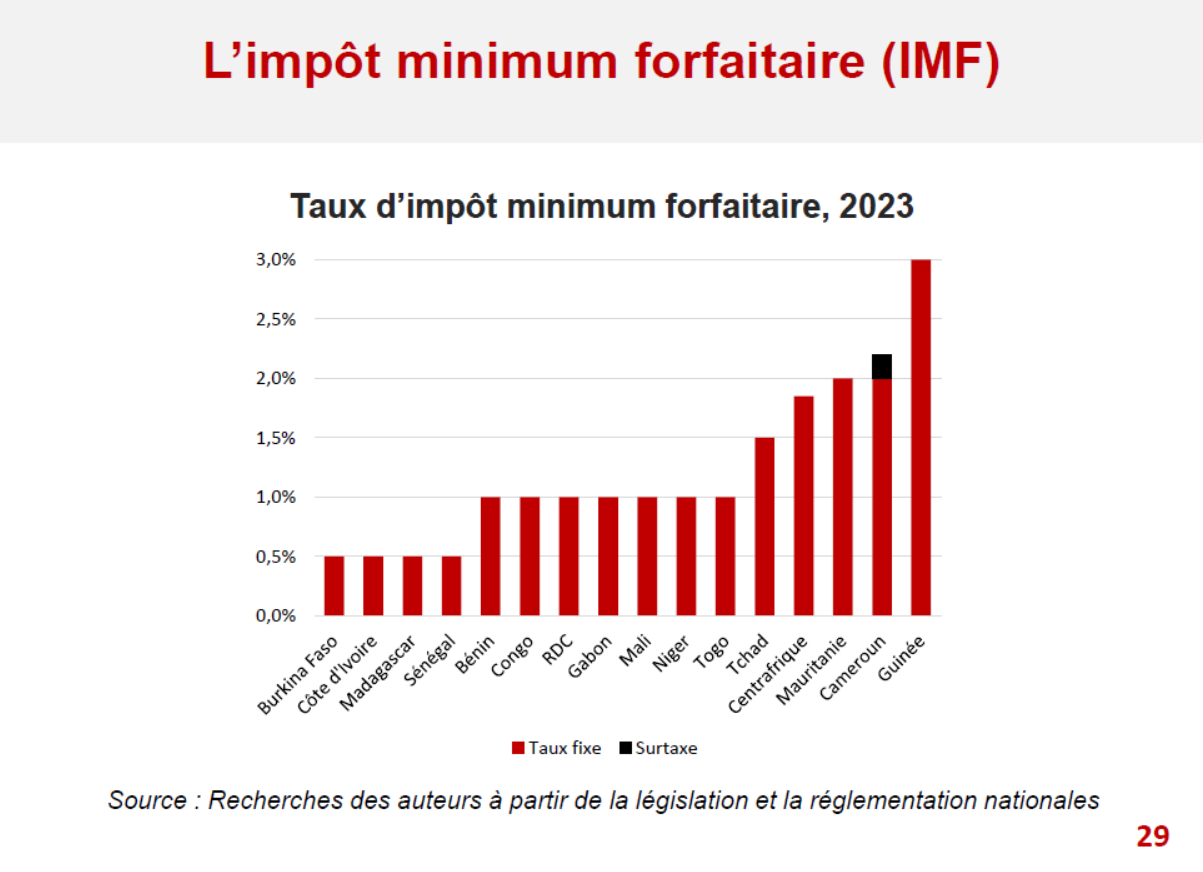 L’impôt minimum forfaitaire (IMF)
Taux d’impôt minimum forfaitaire, 2023
3,0%
2,5%
2,0%
1,5%
1,0%
0,5%
0,0%
Burkina Faso
Côte d'Ivoire
Madagascar
Sénégal
Bénin
Congo
RDC
Gabon
Mali
Niger
Togo
Tchad
Centrafrique
Mauritanie
Cameroun
Guinée
Taux fixe Surtaxe
Source : Recherches des auteurs à partir de la législation et la réglementation nationales
29